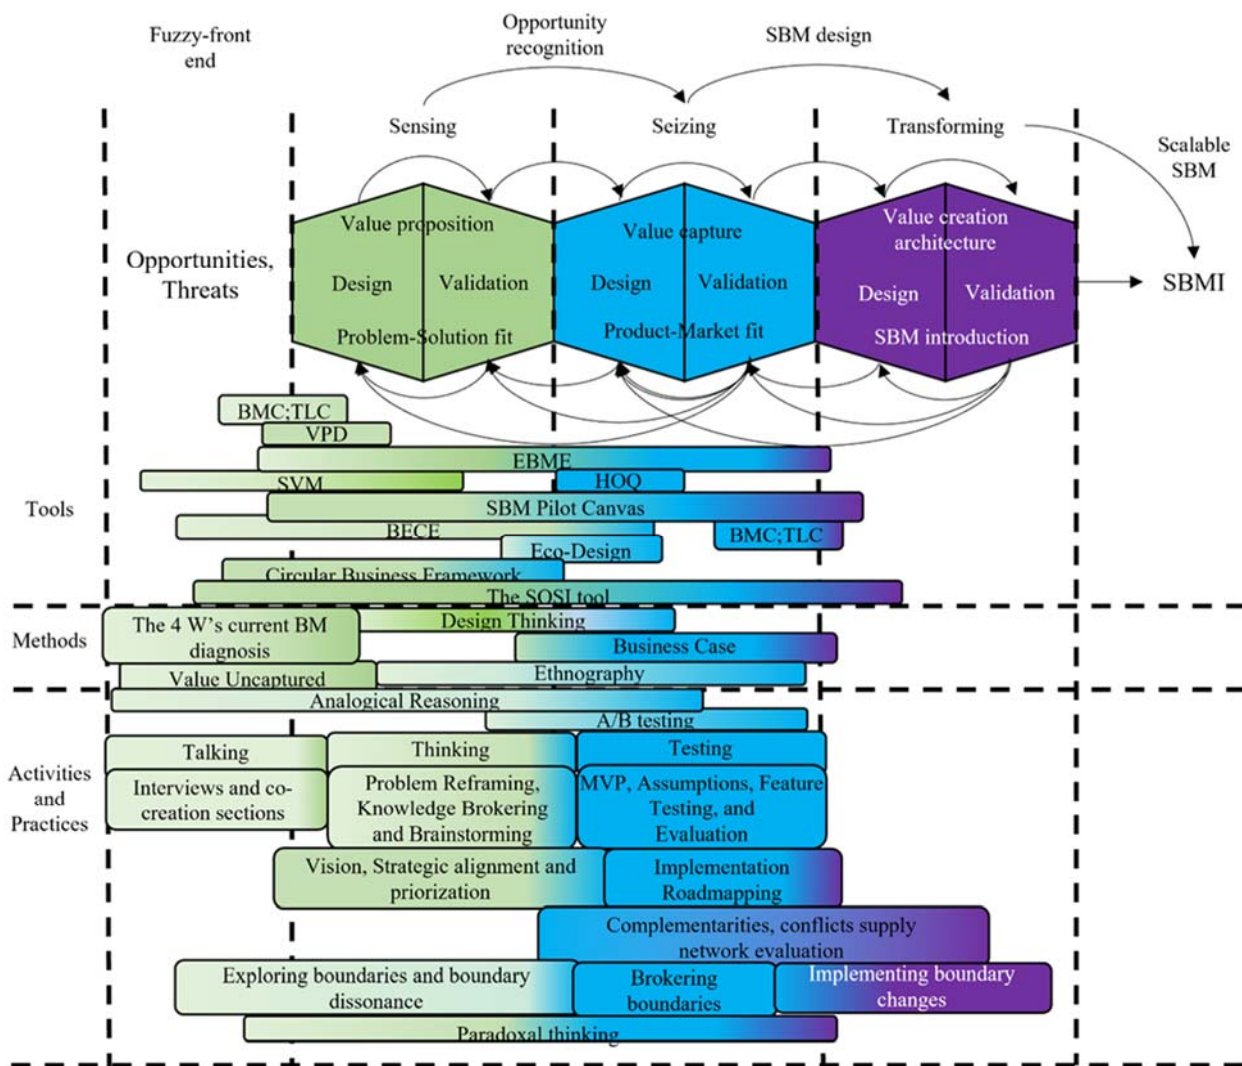 Fuzzy-front
end
Opportunity
recognition
SBM design
Sensing
Seizing
Transforming
Scalable
SBM
Opportunities,
Threats
Value proposition
Design
Validation
Problem-Solution fit
Value capture
Design
Validation
Product-Market fit
Value creation
architecture
Design
Validation
SBM introduction
SBMI
Tools
BMC;TLC
VPD
EBME
SVM
HOQ
SBM Pilot Canvas
BECE
BMC;TLC
Eco-Design
Circular Business Framework
The SOSI tool
Methods
The 4 W's current BM
diagnosis
Design Thinking
Business Case
Value Uncaptured
Ethnography
Activities
and
Practices
Analogical Reasoning
A/B testing
Talking
Thinking
Testing
Interviews and co-
creation sections
Problem Reframing,
Knowledge Brokering
and Brainstorming
MVP, Assumptions, Feature
Testing, and
Evaluation
Vision, Strategic alignment and
priorization
Implementation
Roadmapping
Complementarities, conflicts supply
network evaluation
Exploring boundaries and boundary
dissonance
Brokering
boundaries
Implementing boundary
changes
Paradoxal thinking